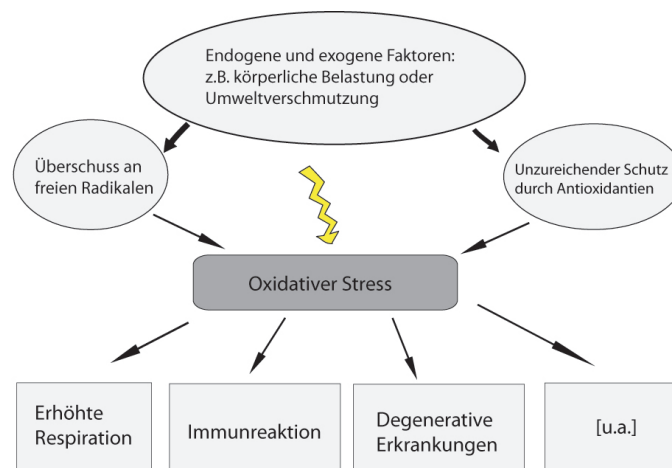 Endogene und exogene Faktoren:
z.B. körperliche Belastung oder
Umweltverschmutzung
Überschuss an
freien Radikalen
Unzureichender Schutz
durch Antioxidantien
Oxidativer Stress
Erhöhte
Respiration
Immunreaktion
Degenerative
Erkrankungen
[u.a.]